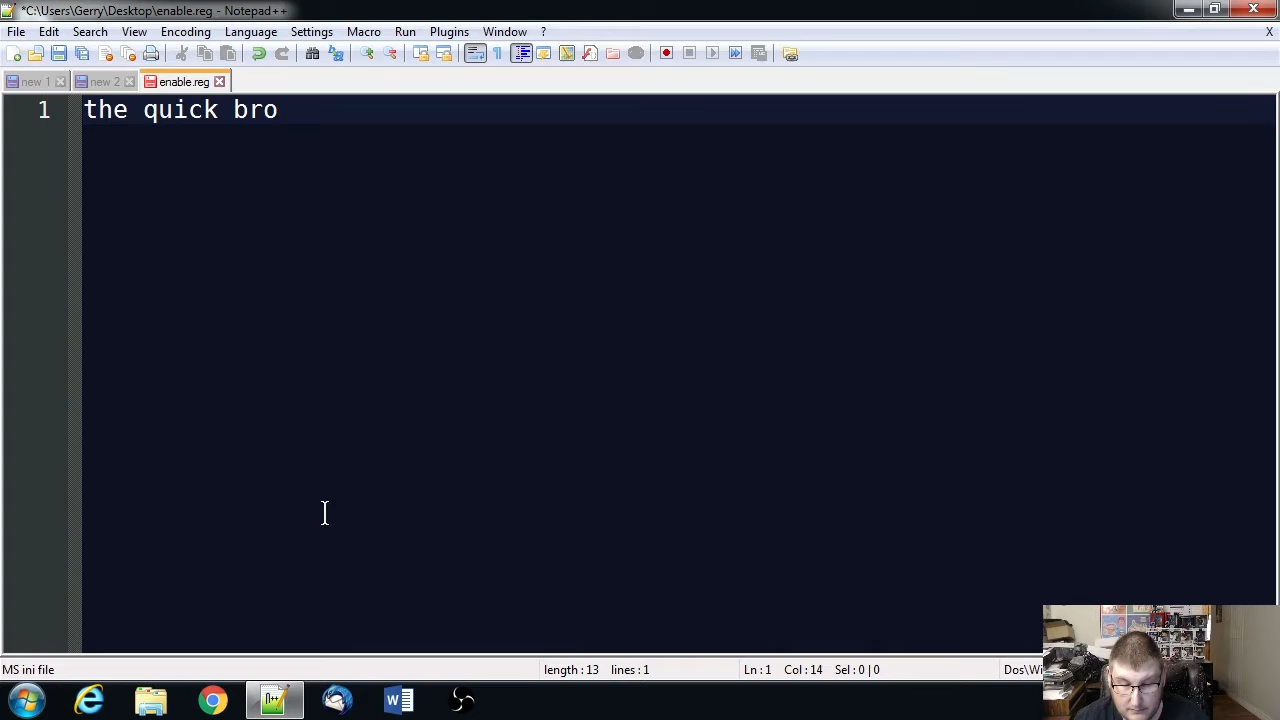 *C:\Users\Gerry\Desktop\enable.reg - Notepad++
File Edit Search View Encoding Language Settings Macro Run Plugins Window ? X
new 1 new 2 enable.reg
1 the quick bro
MS ini file length : 13 lines : 1 Ln : 1 Col : 14 Sel : 0 | 0 Dos\Wi